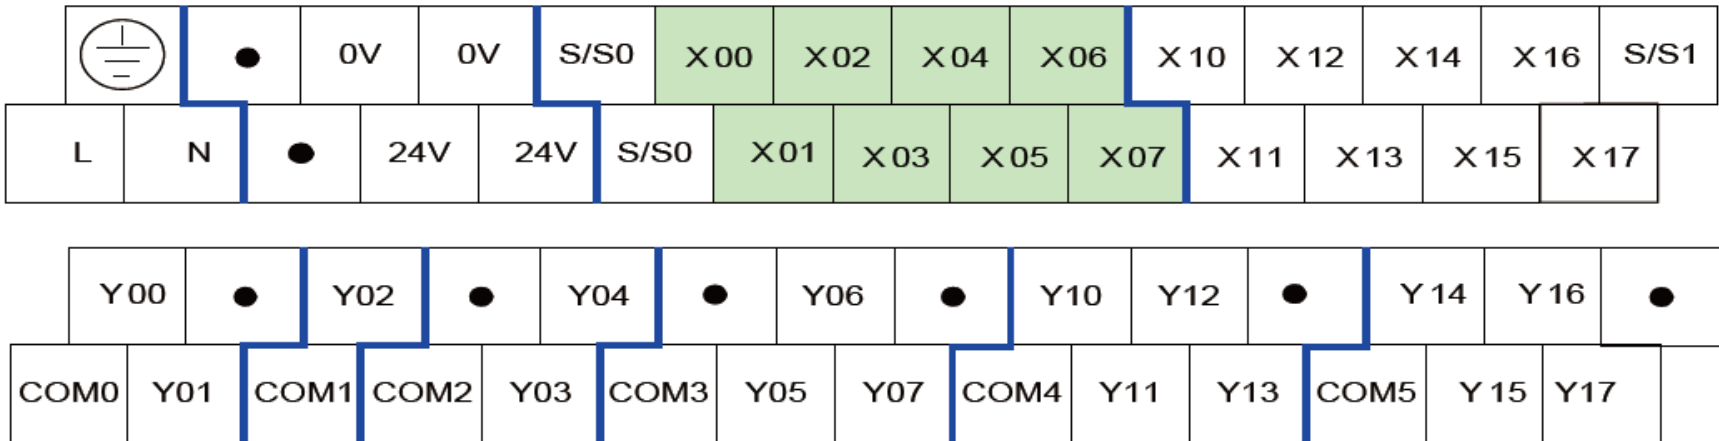 ● 0V 0V S/S0 X00 X02 X04 X06 X10 X12 X14 X16 S/S1
L N ● 24V 24V S/S0 X01 X03 X05 X07 X11 X13 X15 X17
Y00 ● Y02 ● Y04 ● Y06 ● Y10 Y12 ● Y14 Y16 ●
COM0 Y01 COM1 COM2 Y03 COM3 Y05 Y07 COM4 Y11 Y13 COM5 Y15 Y17